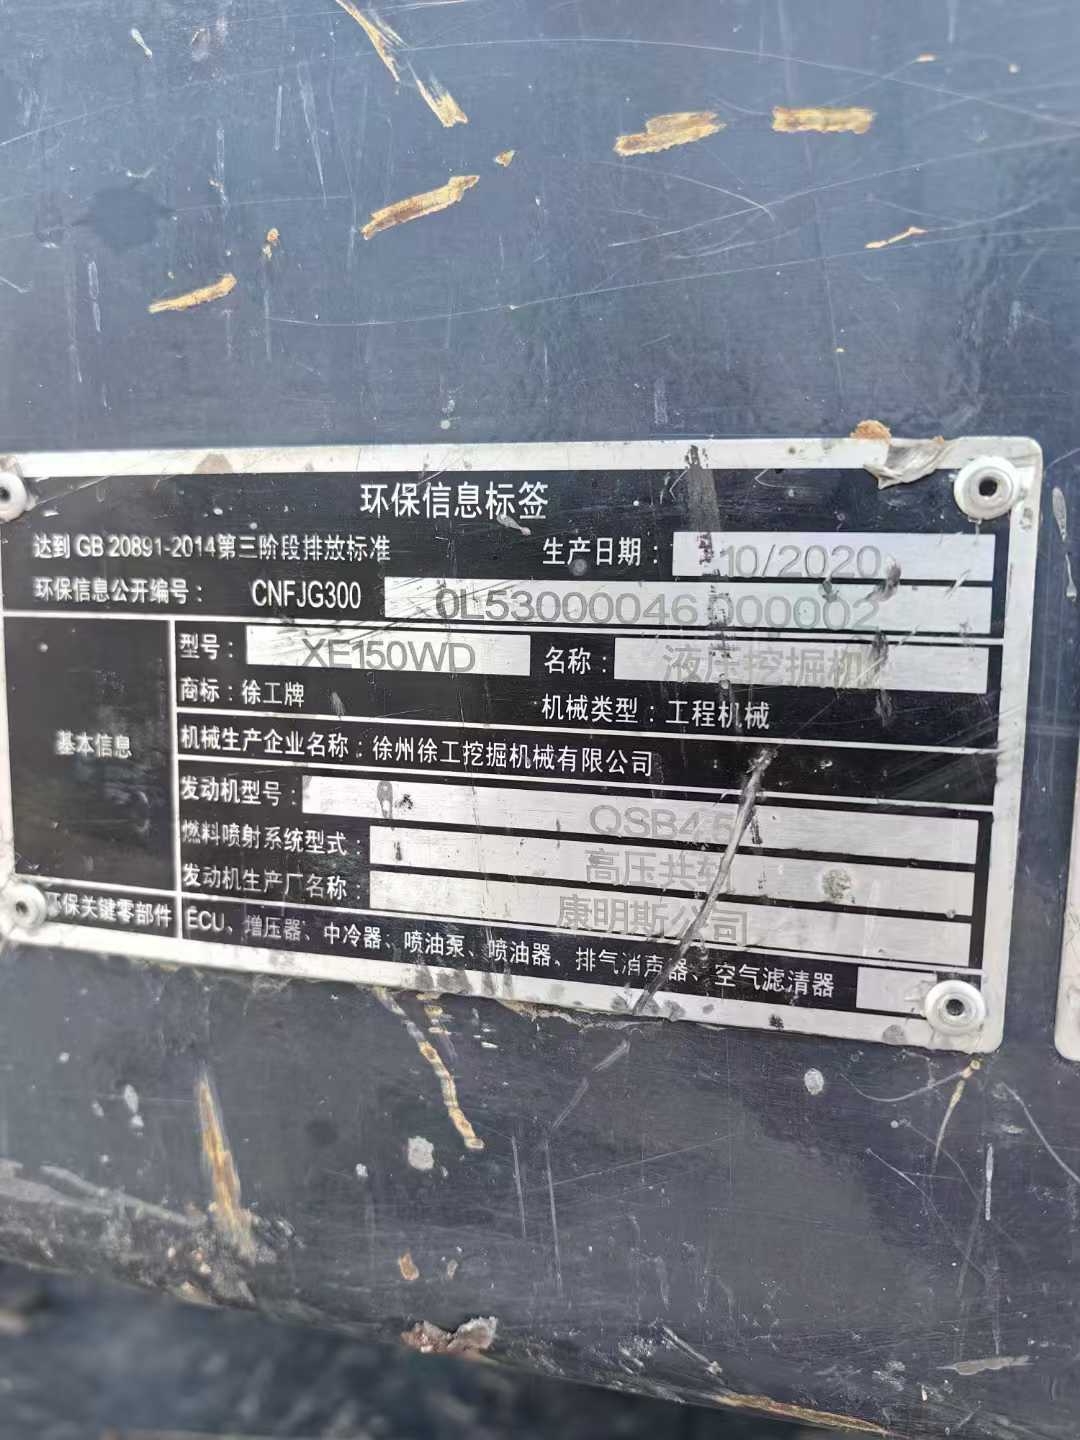 环保信息标签
达到 GB 20891-2014第三阶段排放标准 生产日期： 10/2020
环保信息公开编号： CNFJG300 0L53000046 000002
型号： XE150WD 名称： 液压挖掘机
商标：徐工牌 机械类型：工程机械
基本信息
机械生产企业名称：徐州徐工挖掘机械有限公司
发动机型号： QSB4.5
燃料喷射系统型式： 高压共轨
发动机生产厂名称： 康明斯公司
环保关键零部件 ECU、增压器、中冷器、喷油泵、喷油器、排气消声器、空气滤清器